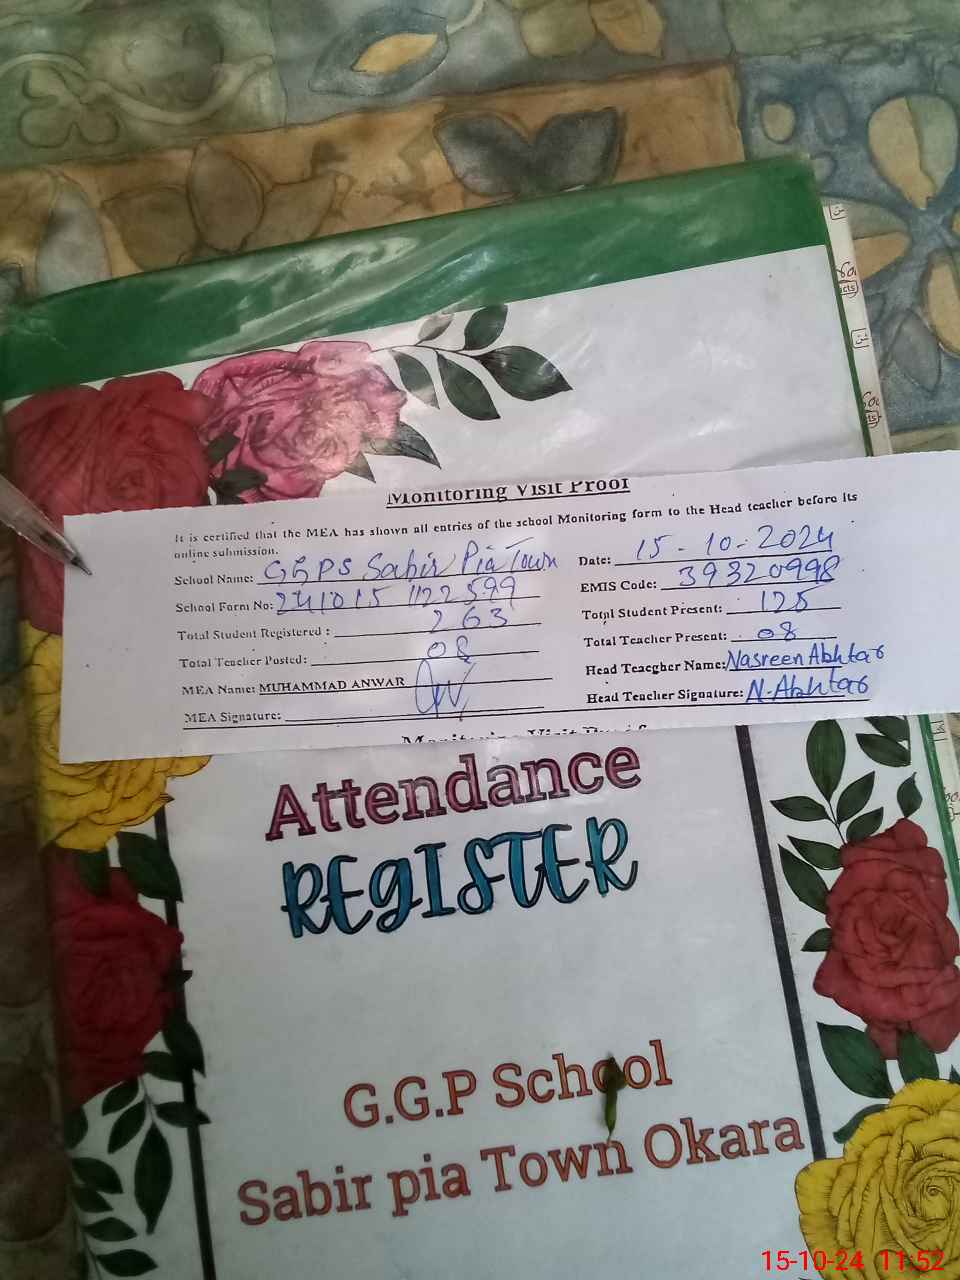 Monitoring Visit Proof
It is certified that the MEA has shown all entries of the school Monitoring form to the Head teacher before its
online submission.
School Name: GGPS Sabir Pia Town
Date: 15-10-2024
School Form No: 241015 1122599
EMIS Code: 39320998
Total Student Registered : 263
Total Student Present: 125
Total Teacher Posted: 08
Total Teacher Present: 08
MEA Name: MUHAMMAD ANWAR
Head Teacgher Name: Nasreen Akhtar
MEA Signature:
Head Teacher Signature: N-Akhtar
Monitoring Visit Proof
Attendance
REGISTER
G.G.P School
Sabir pia Town Okara
15-10-24 11:52